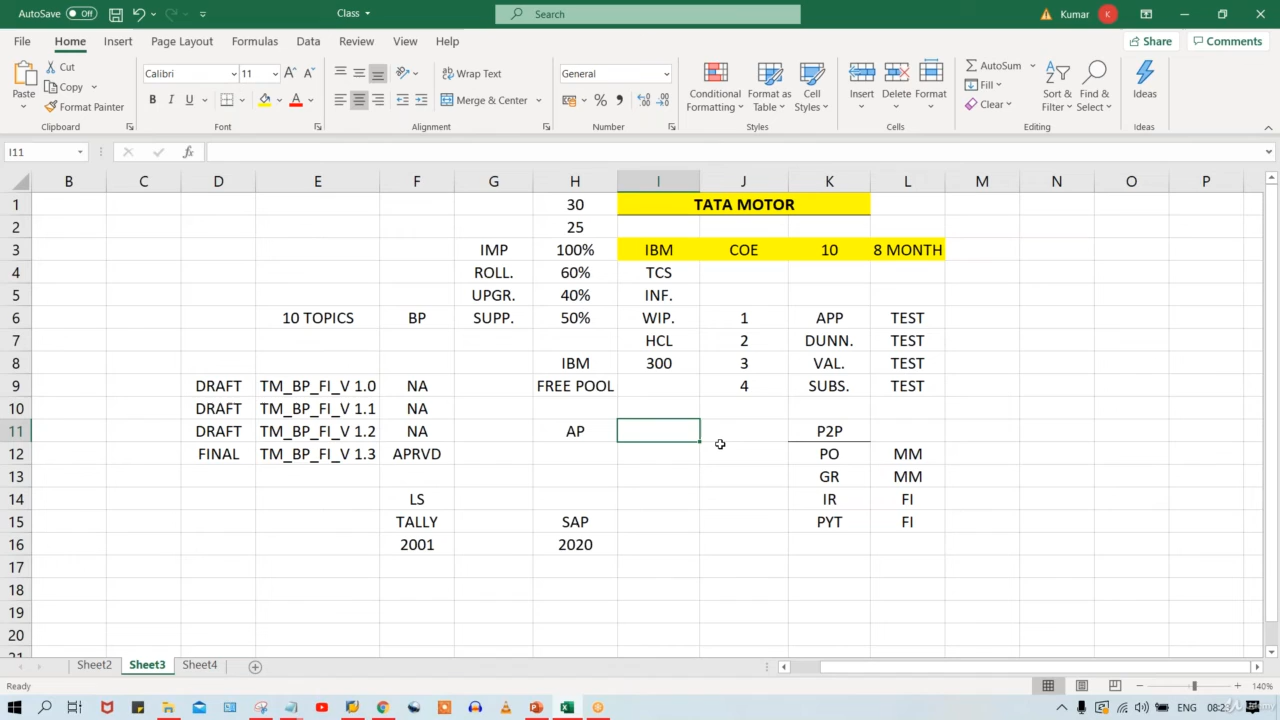 AutoSave Off Class Search Kumar K
File Home Insert Page Layout Formulas Data Review View Help Share Comments
Paste Cut Copy Format Painter Clipboard
Calibri 11 A A B I U A Font
Wrap Text Merge & Center Alignment
General % Number
Conditional Formatting Format as Table Cell Styles Styles
Insert Delete Format Cells
AutoSum Fill Clear Sort & Filter Find & Select Editing
Ideas Ideas
I11 fx
B C D E F G H I J K L M N O P
1 30 TATA MOTOR
2 25
3 IMP 100% IBM COE 10 8 MONTH
4 ROLL. 60% TCS
5 UPGR. 40% INF.
6 10 TOPICS BP SUPP. 50% WIP. 1 APP TEST
7 HCL 2 DUNN. TEST
8 IBM 300 3 VAL. TEST
9 DRAFT TM_BP_FI_V 1.0 NA FREE POOL 4 SUBS. TEST
10 DRAFT TM_BP_FI_V 1.1 NA
11 DRAFT TM_BP_FI_V 1.2 NA AP P2P
12 FINAL TM_BP_FI_V 1.3 APRVD PO MM
13 GR MM
14 LS IR FI
15 TALLY SAP PYT FI
16 2001 2020
17
18
19
20
21
Sheet2 Sheet3 Sheet4
Ready 140%
ENG 08:23
Udemy